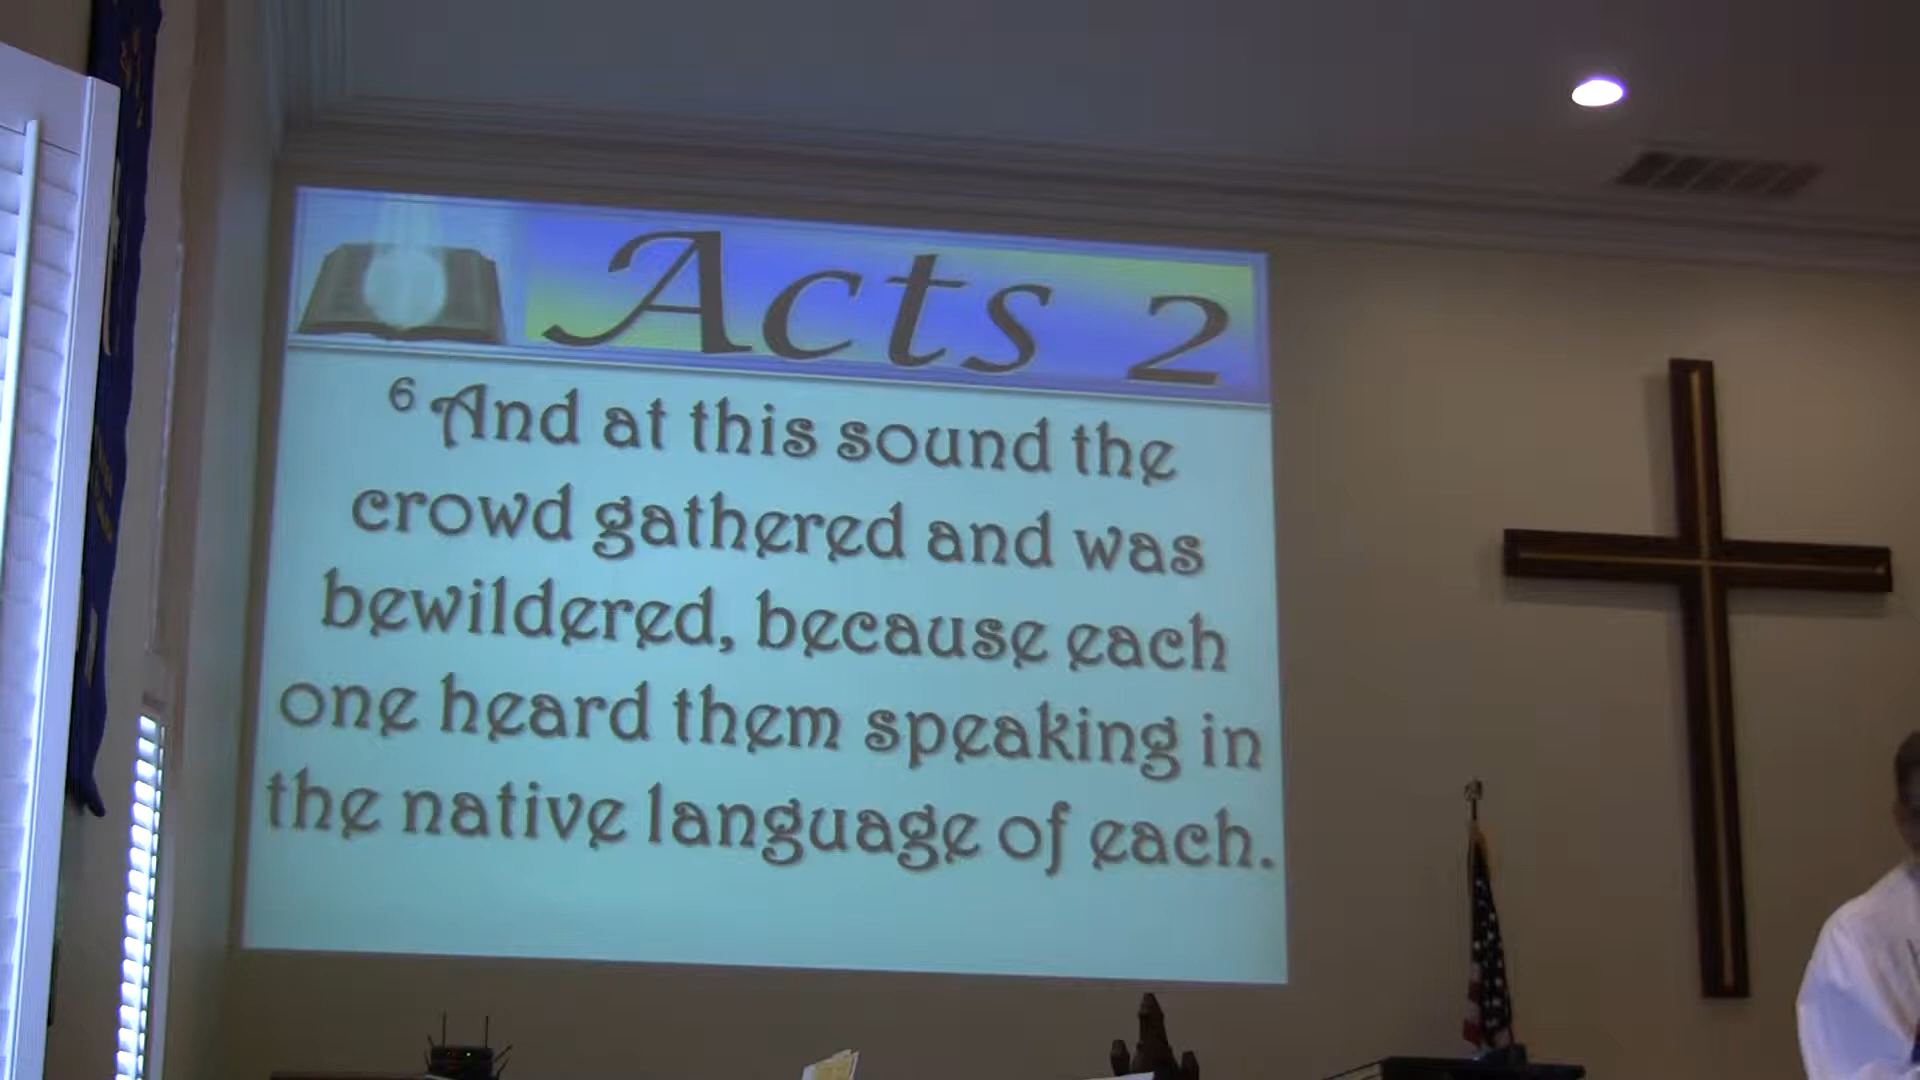 Acts 2
6 And at this sound the
crowd gathered and was
bewildered, because each
one heard them speaking in
the native language of each.